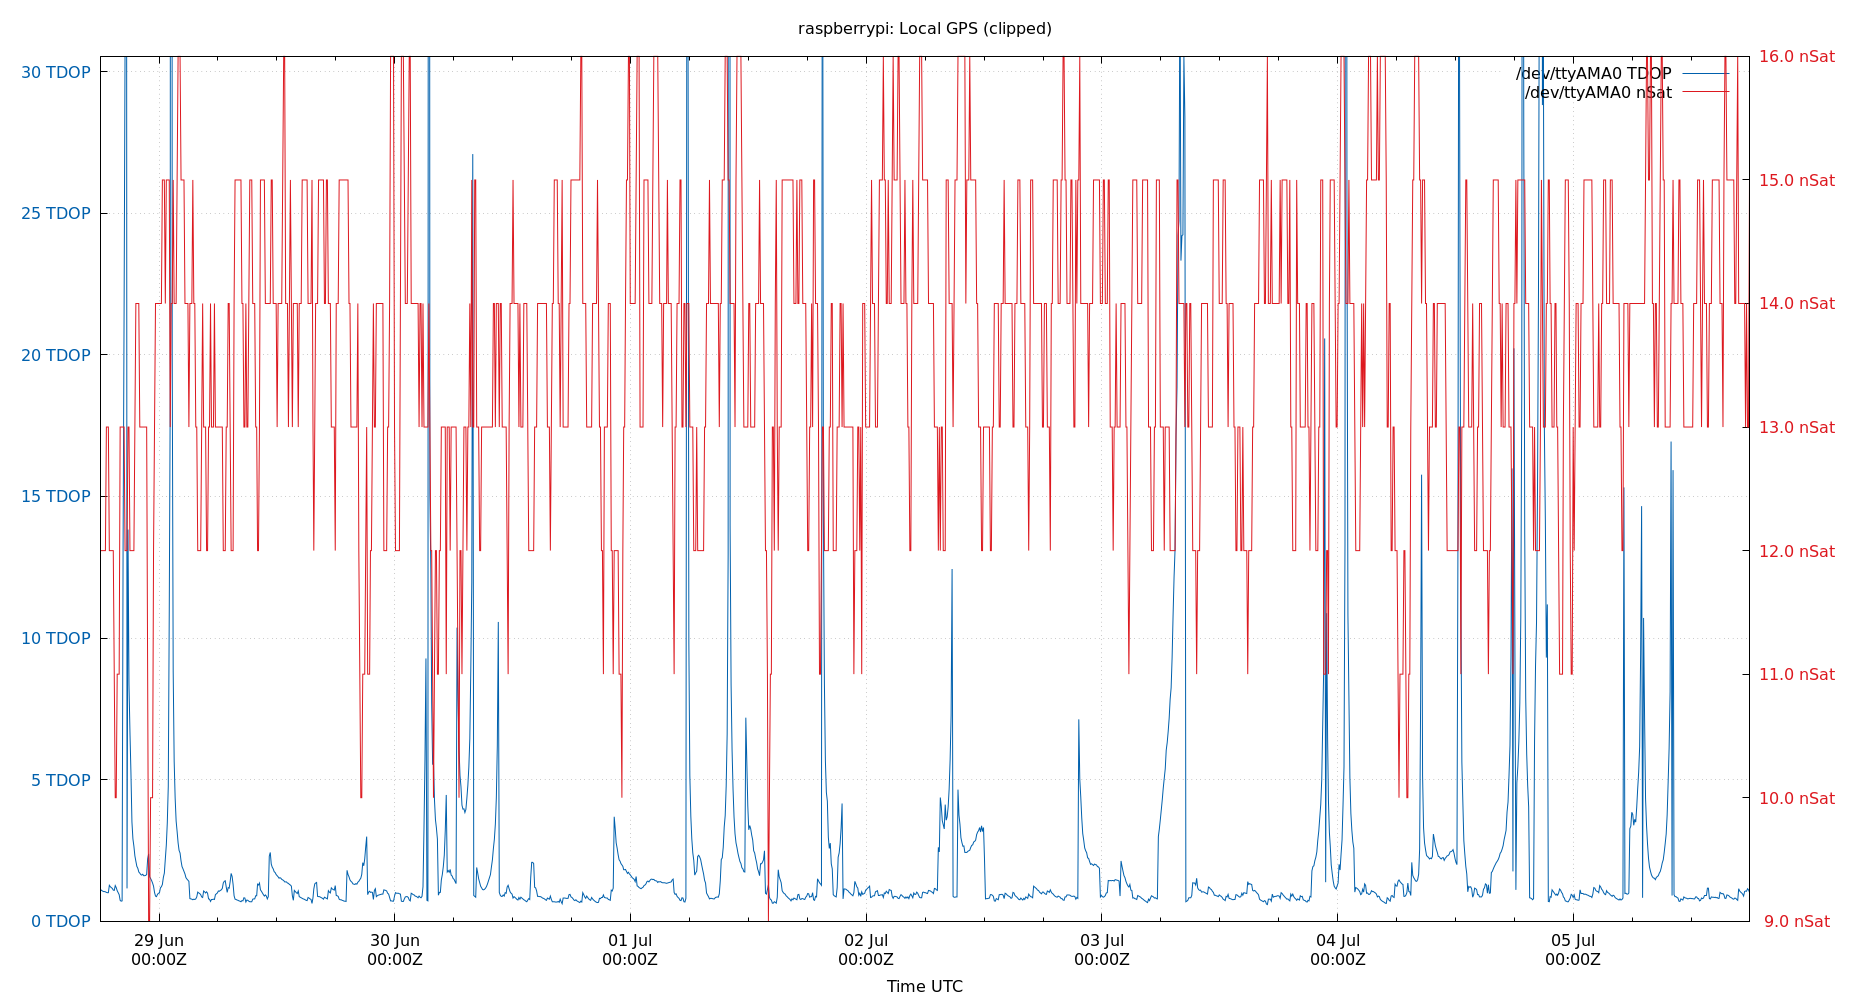 raspberrypi: Local GPS (clipped)
/dev/ttyAMA0 TDOP
/dev/ttyAMA0 nSat
30 TDOP
25 TDOP
20 TDOP
15 TDOP
10 TDOP
5 TDOP
0 TDOP
16.0 nSat
15.0 nSat
14.0 nSat
13.0 nSat
12.0 nSat
11.0 nSat
10.0 nSat
9.0 nSat
29 Jun
00:00Z
30 Jun
00:00Z
01 Jul
00:00Z
02 Jul
00:00Z
03 Jul
00:00Z
04 Jul
00:00Z
05 Jul
00:00Z
Time UTC